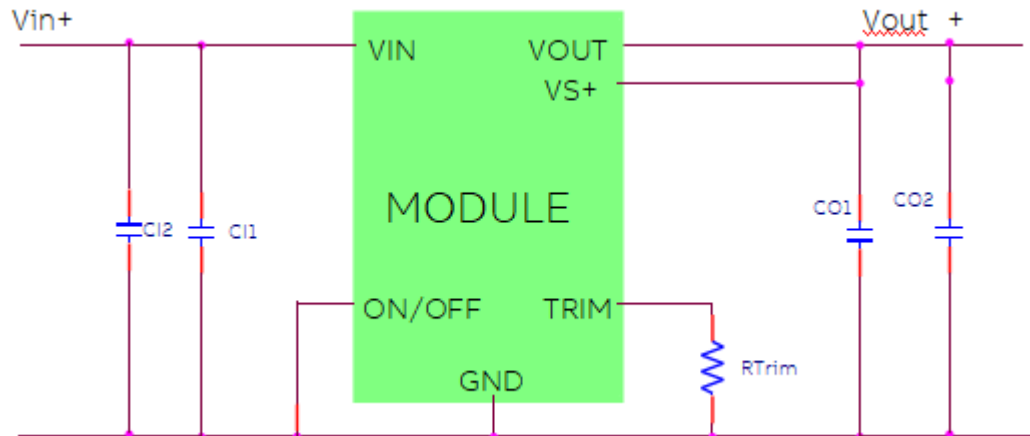 Vin+
Vout +
VIN
VOUT
VS+
MODULE
CI2
CI1
CO1
CO2
ON/OFF
TRIM
RTrim
GND